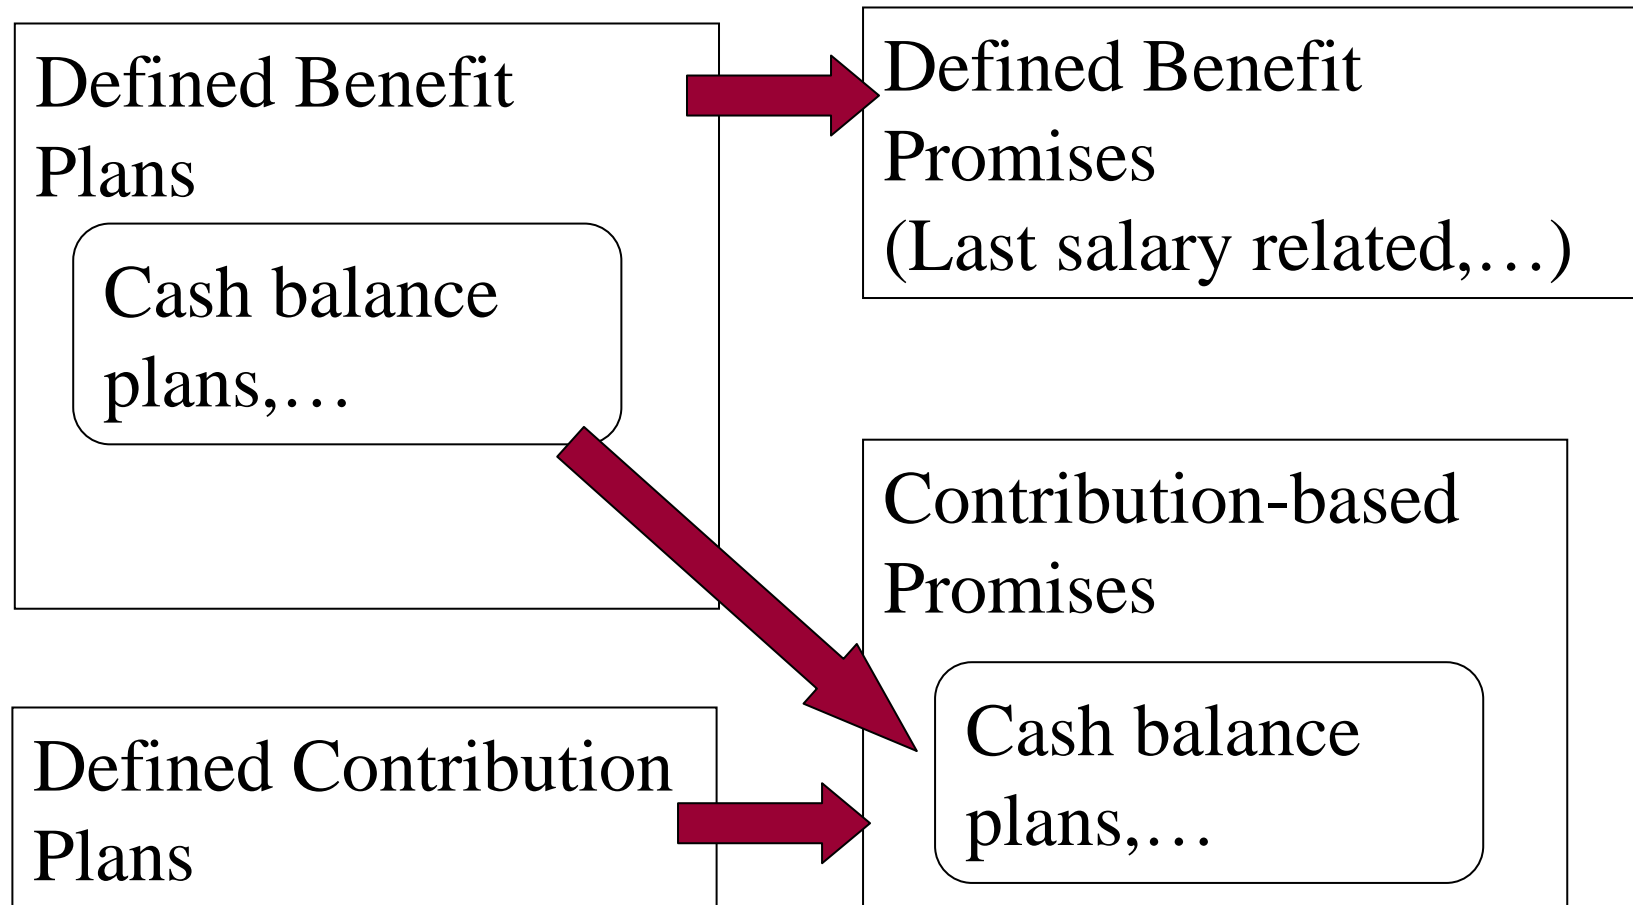 Defined Benefit
Plans
Cash balance
plans,…
Defined Benefit
Promises
(Last salary related,…)
Defined Contribution
Plans
Contribution-based
Promises
Cash balance
plans,…